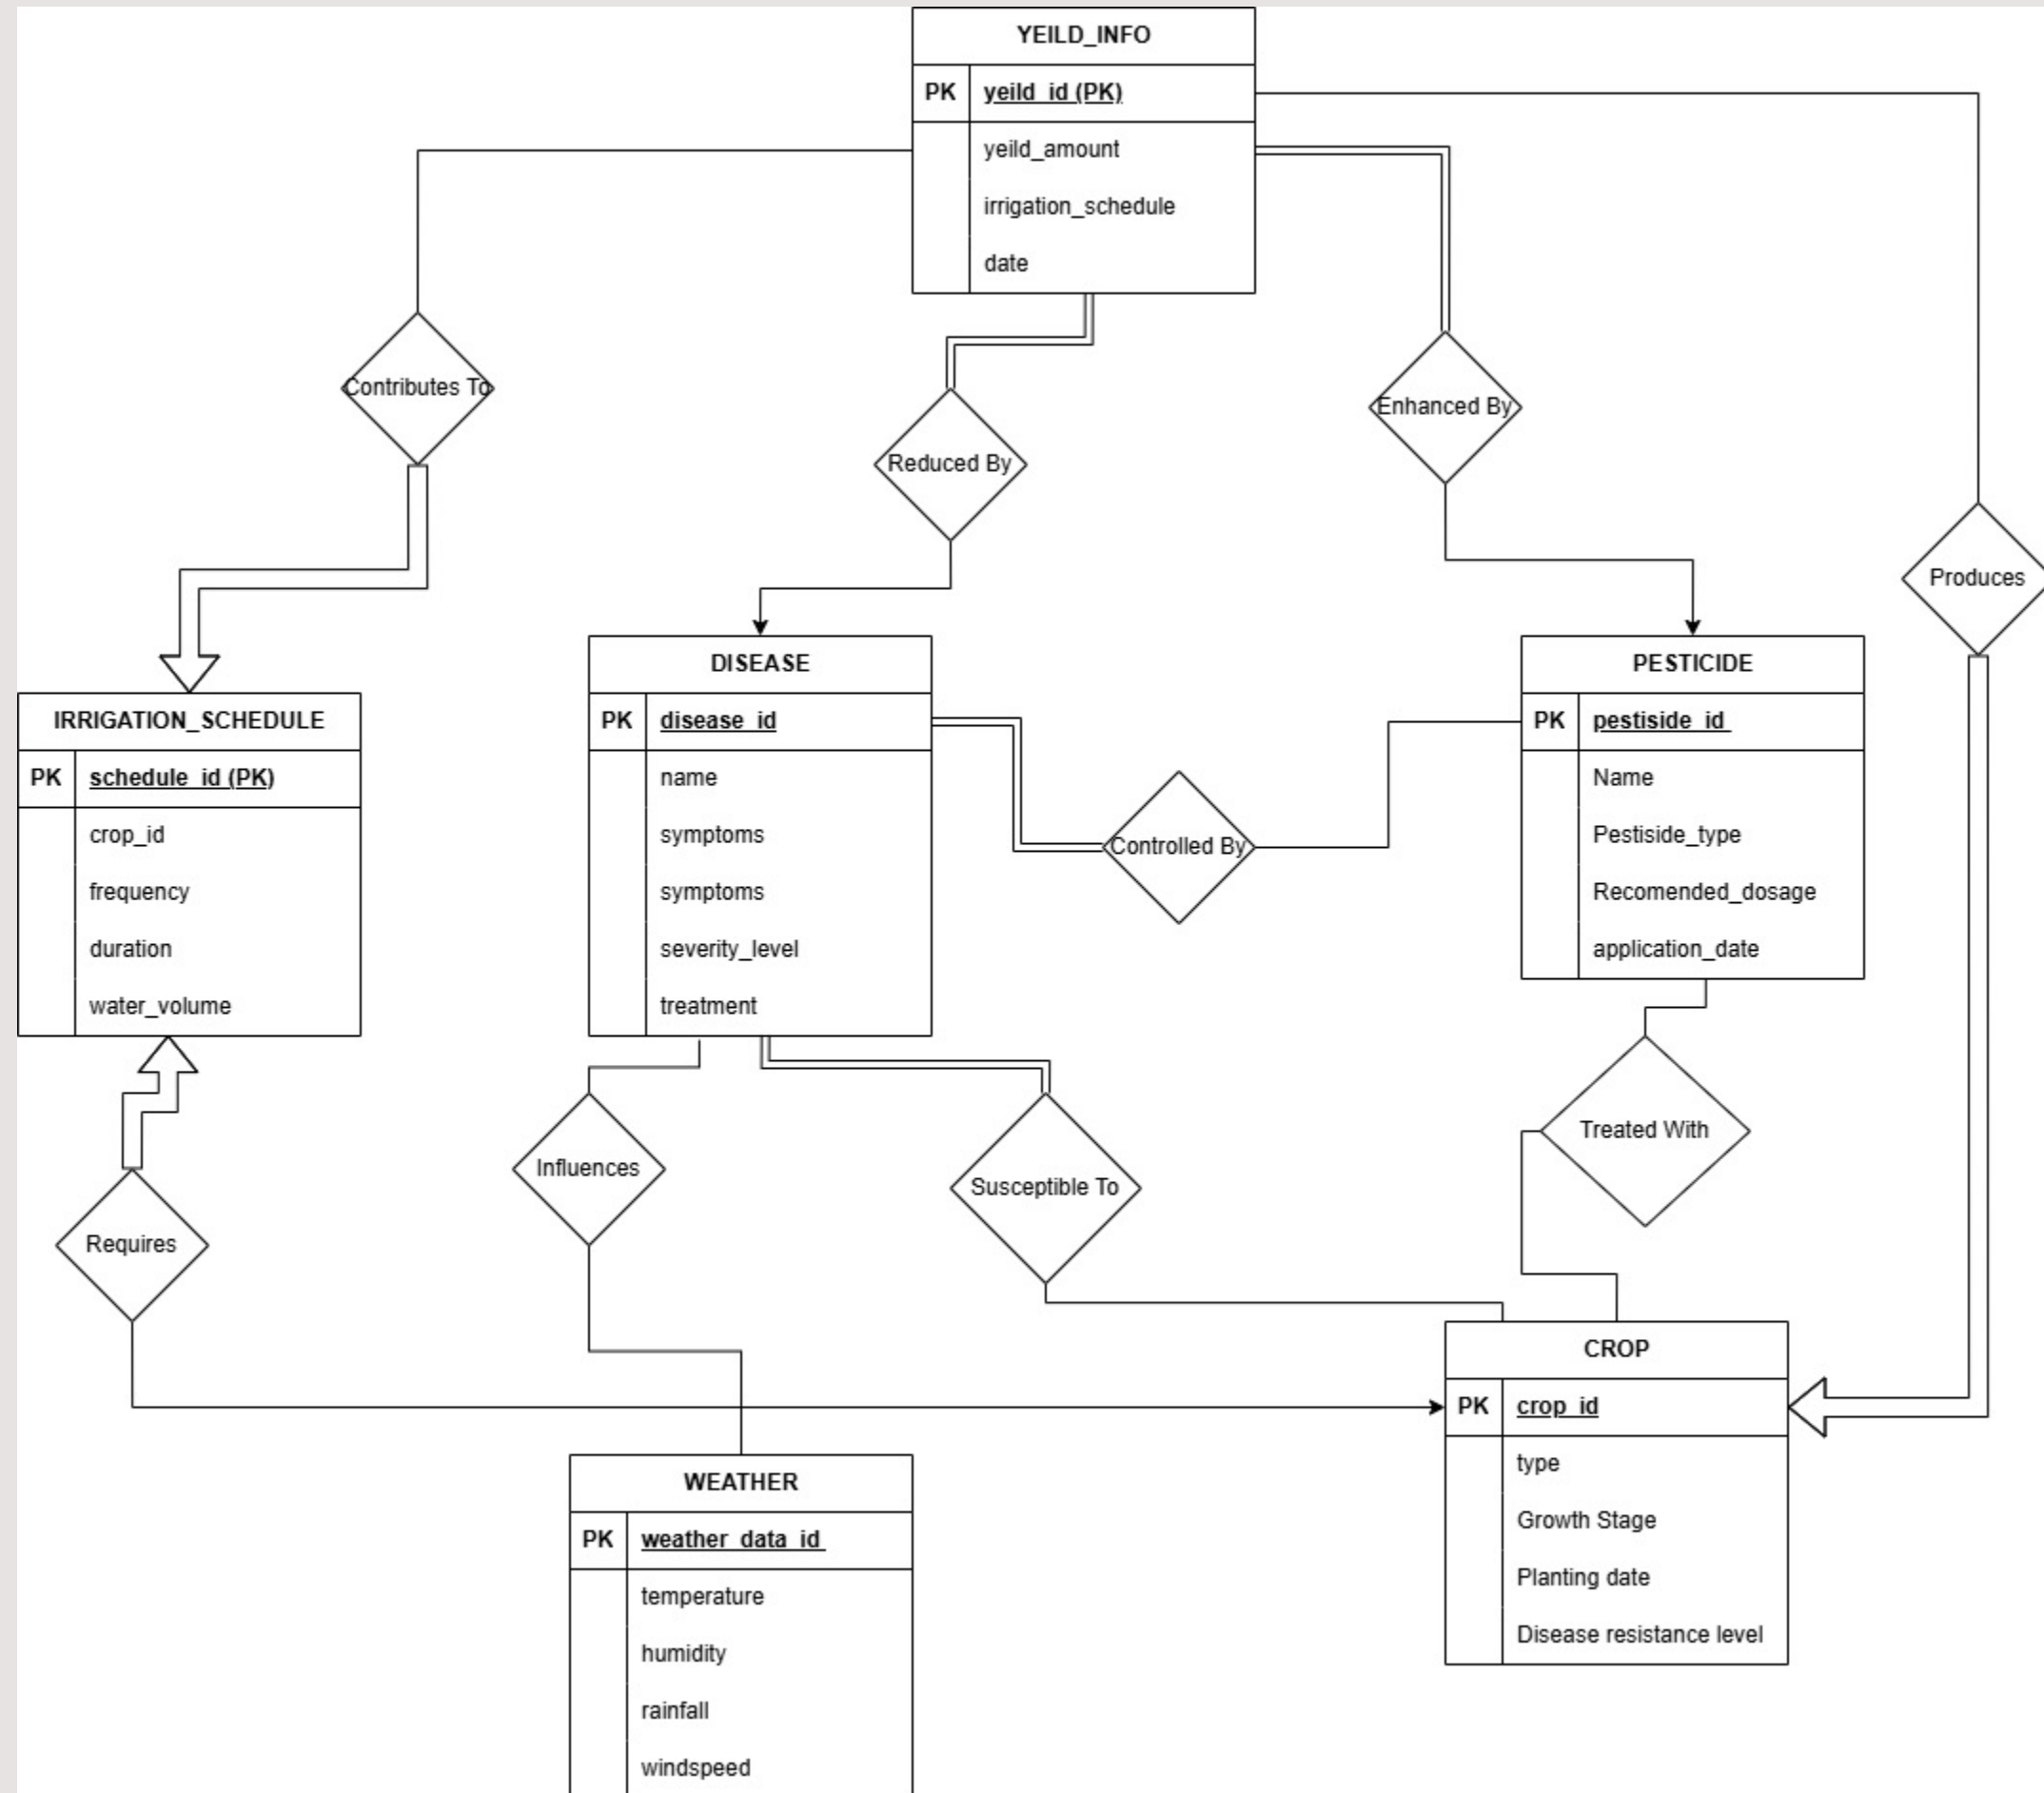 YEILD_INFO
PK yeild_id (PK)
yeild_amount
irrigation_schedule
date
Contributes To
Reduced By
Enhanced By
Produces
IRRIGATION_SCHEDULE
PK schedule_id (PK)
crop_id
frequency
duration
water_volume
DISEASE
PK disease_id
name
symptoms
symptoms
severity_level
treatment
Controlled By
PESTICIDE
PK pestiside_id
Name
Pestiside_type
Recomended_dosage
application_date
Requires
Influences
Susceptible To
Treated With
WEATHER
PK weather_data_id
temperature
humidity
rainfall
windspeed
CROP
PK crop_id
type
Growth Stage
Planting date
Disease resistance level